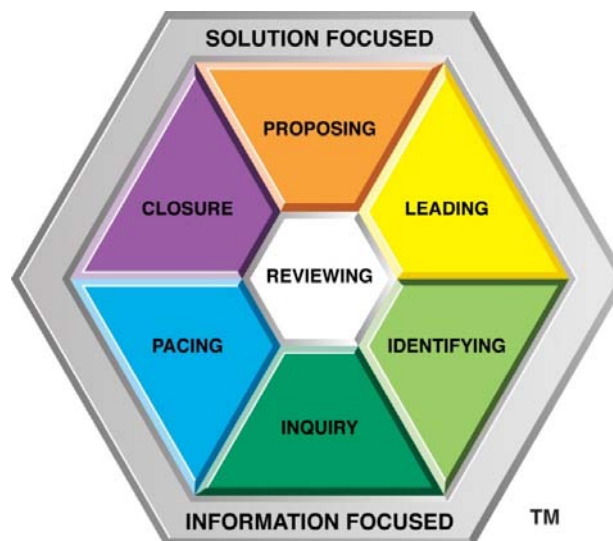 SOLUTION FOCUSED
PROPOSING
CLOSURE
LEADING
REVIEWING
PACING
IDENTIFYING
INQUIRY
INFORMATION FOCUSED
TM